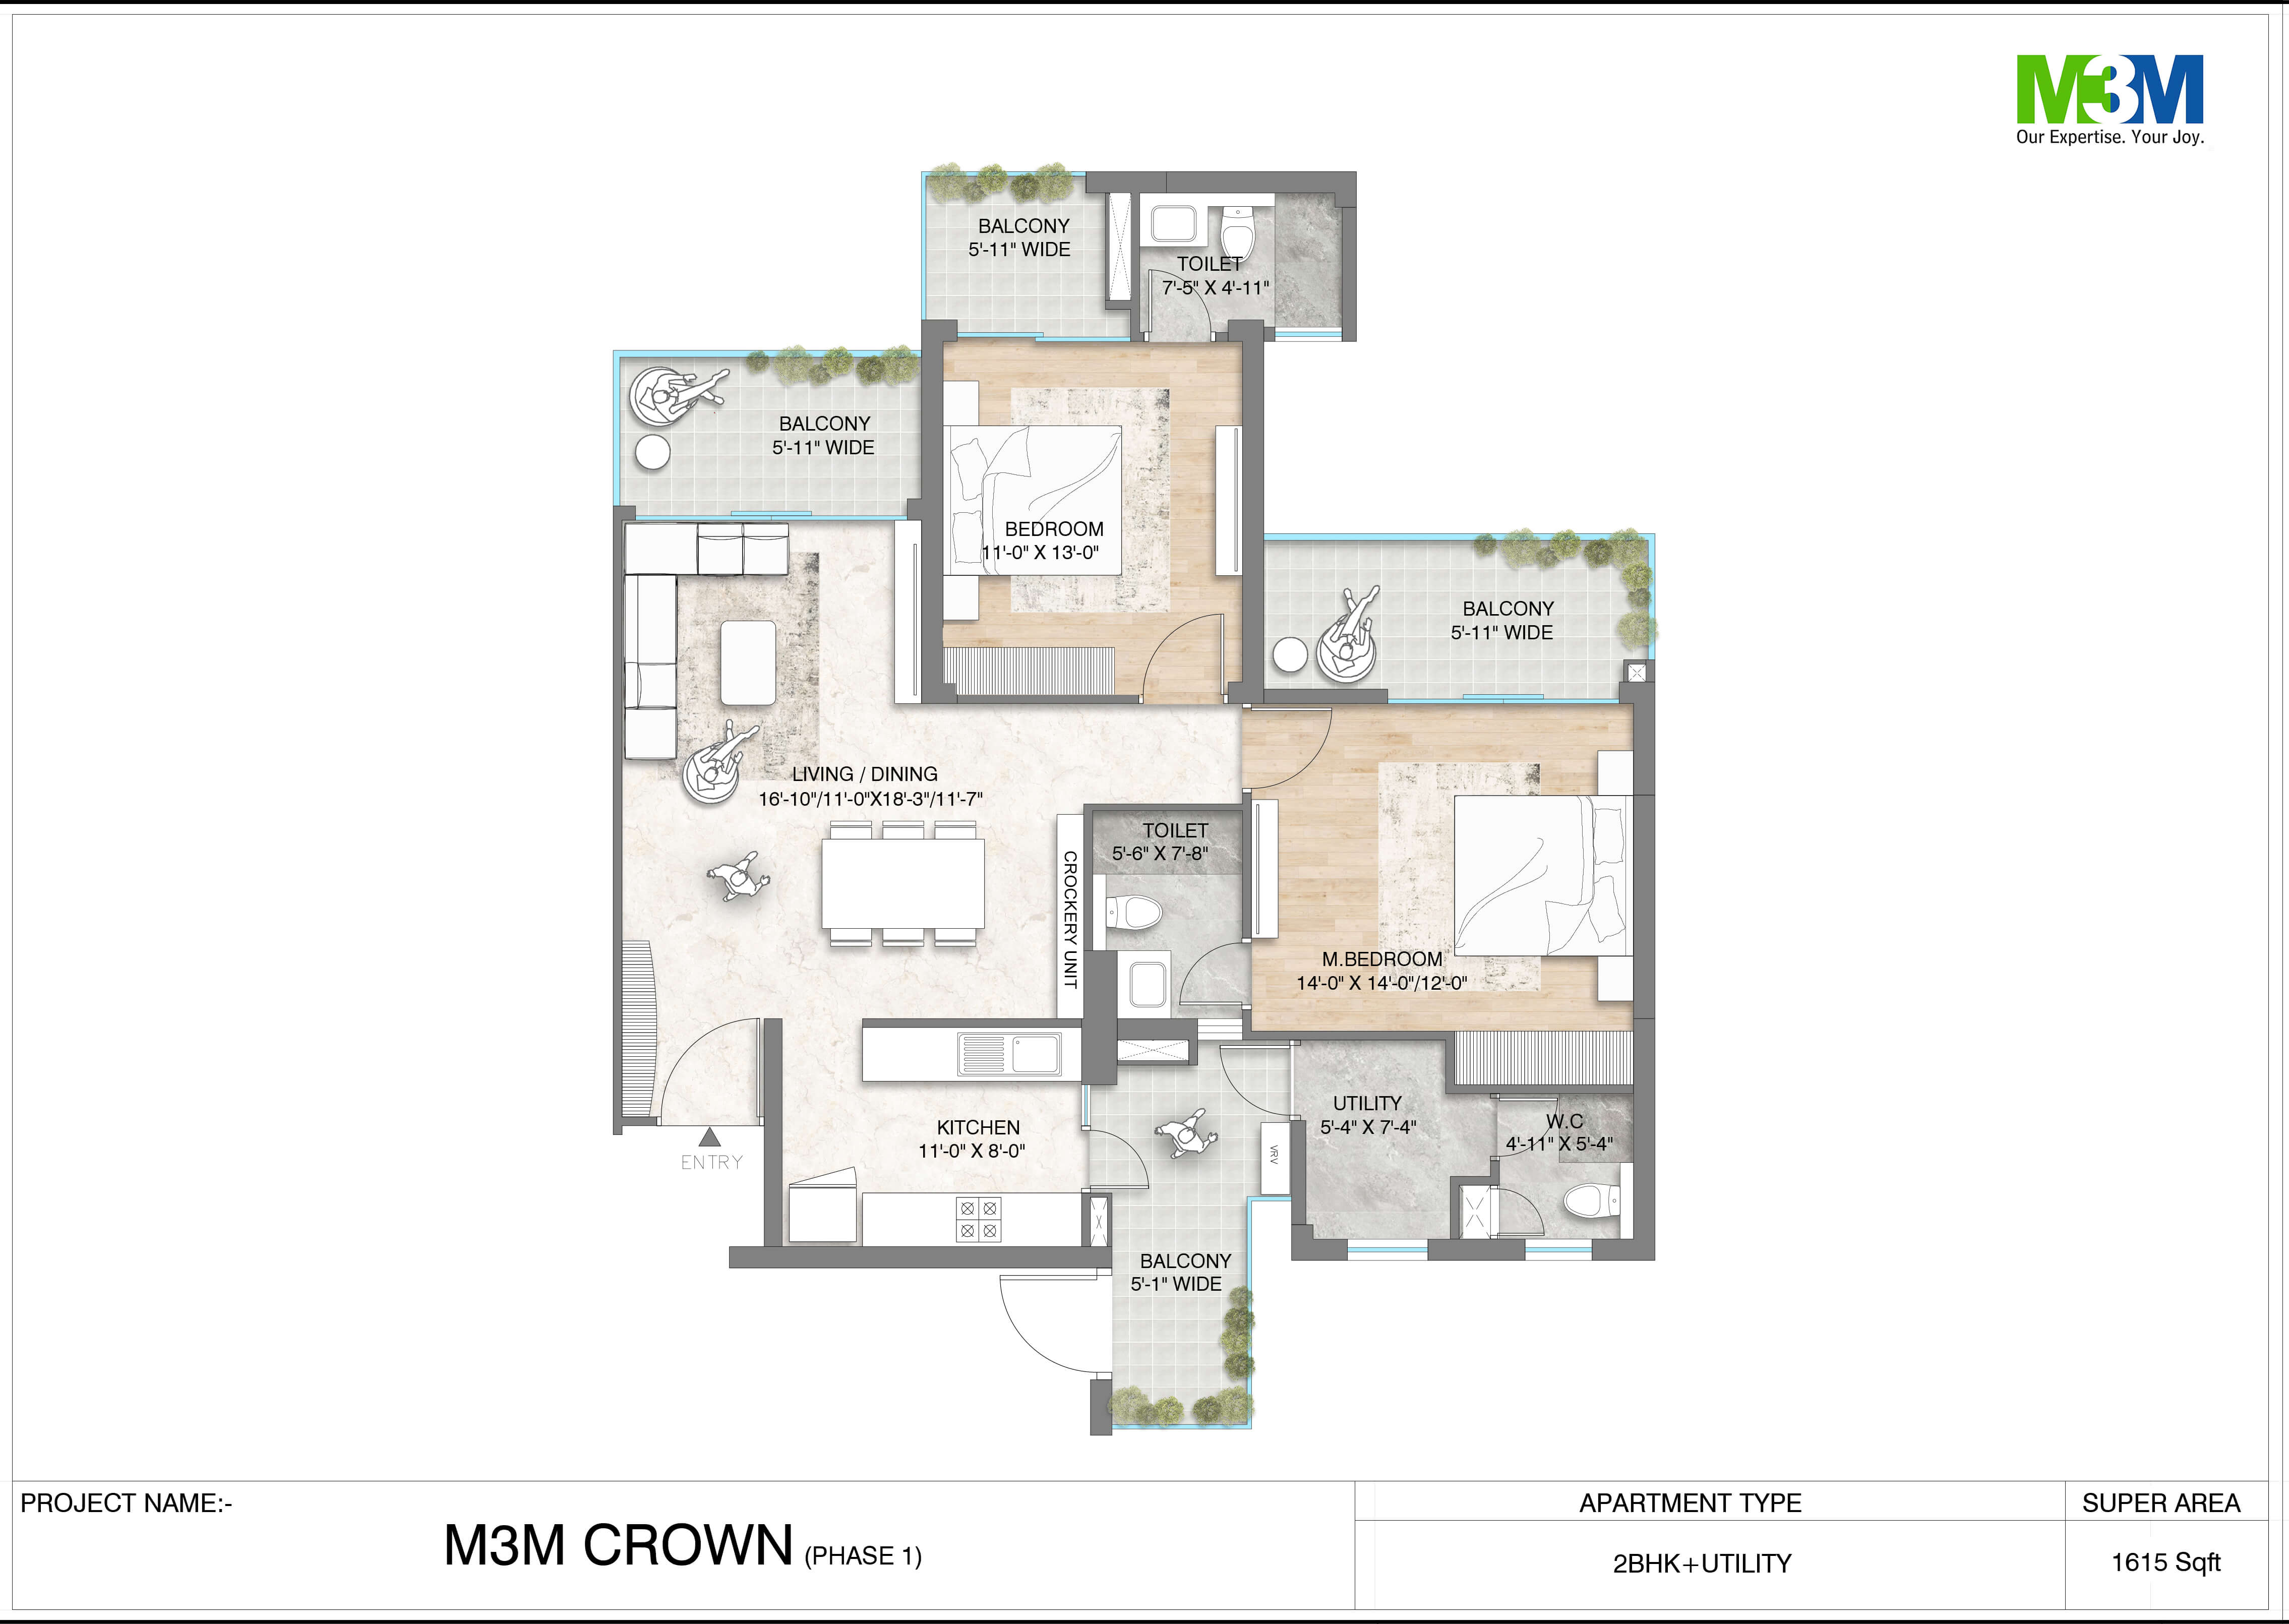 M3M
Our Expertise. Your Joy.
BALCONY
5'-11" WIDE
TOILET
7'-5" X 4'-11"
BALCONY
5'-11" WIDE
BEDROOM
11'-0" X 13'-0"
BALCONY
5'-11" WIDE
LIVING / DINING
16'-10"/11'-0"X18'-3"/11'-7"
TOILET
5'-6" X 7'-8"
CROCKERY UNIT
M.BEDROOM
14'-0" X 14'-0"/12'-0"
UTILITY
5'-4" X 7'-4"
W.C
4'-11" X 5'-4"
KITCHEN
11'-0" X 8'-0"
VRV
ENTRY
BALCONY
5'-1" WIDE
PROJECT NAME:-
M3M CROWN (PHASE 1)
APARTMENT TYPE
2BHK+UTILITY
SUPER AREA
1615 Sqft